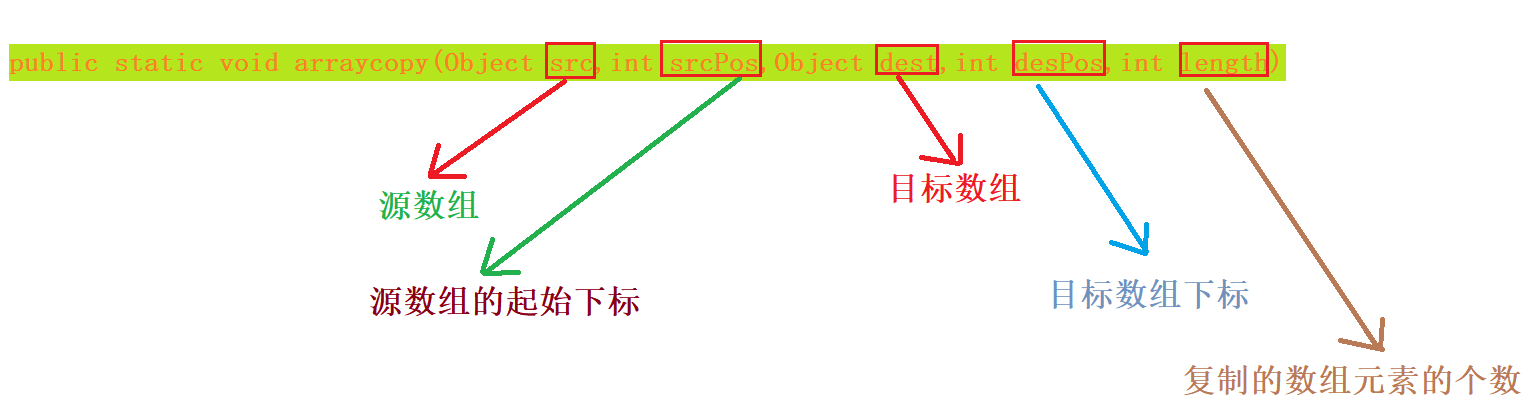 public static void arraycopy(Object src,int srcPos,Object dest,int desPos,int length)
源数组
目标数组
源数组的起始下标
目标数组下标
复制的数组元素的个数